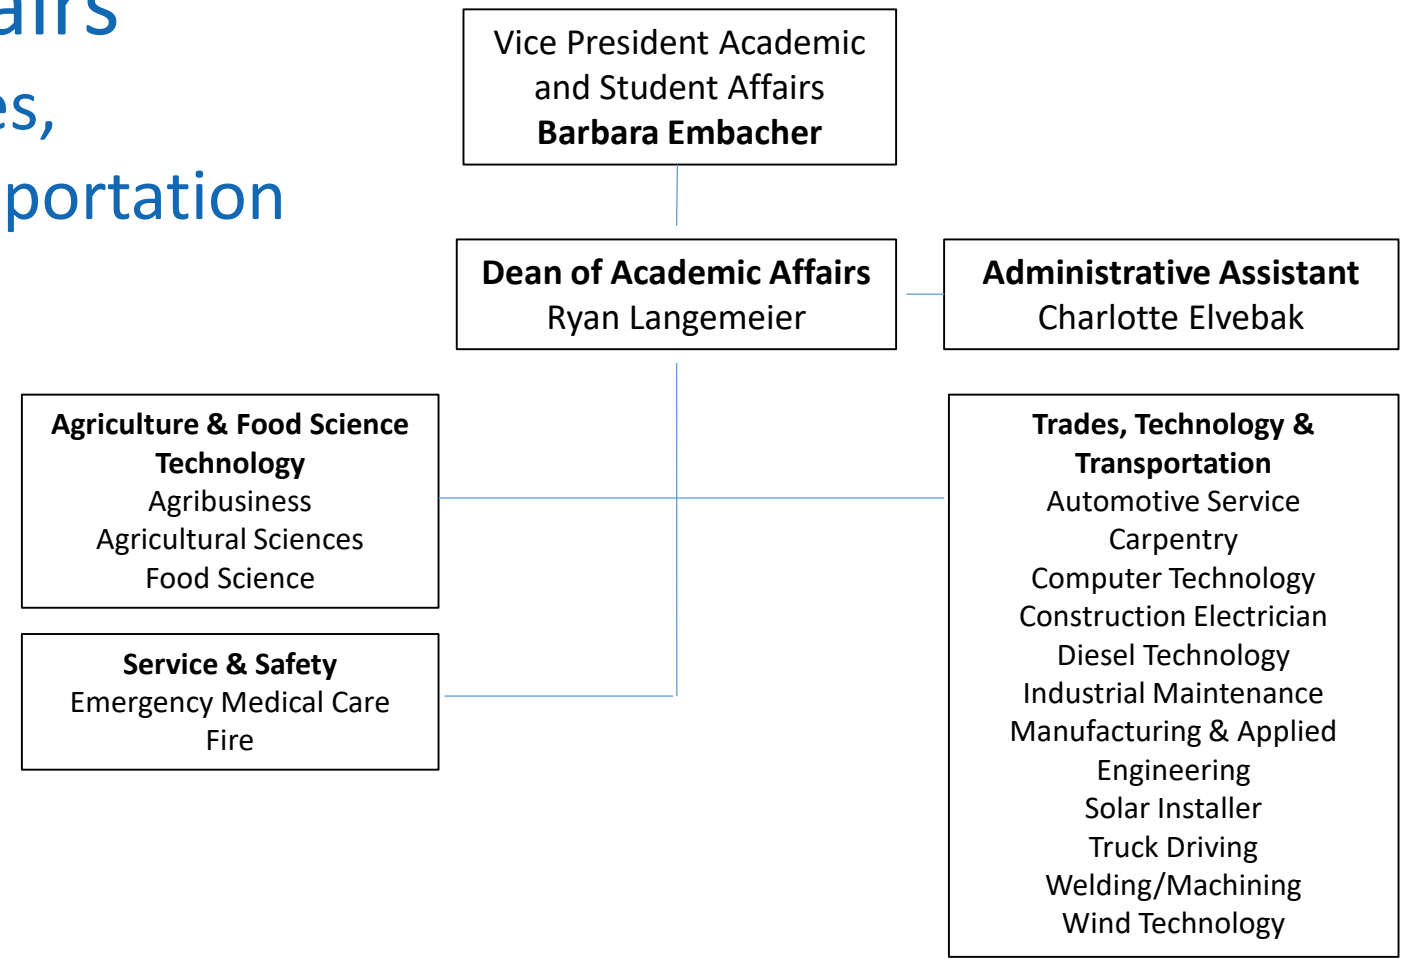 airs
es,
portation
Vice President Academic
and Student Affairs
Barbara Embacher
Dean of Academic Affairs
Ryan Langemeier
Administrative Assistant
Charlotte Elvebak
Agriculture & Food Science
Technology
Agribusiness
Agricultural Sciences
Food Science
Service & Safety
Emergency Medical Care
Fire
Trades, Technology &
Transportation
Automotive Service
Carpentry
Computer Technology
Construction Electrician
Diesel Technology
Industrial Maintenance
Manufacturing & Applied
Engineering
Solar Installer
Truck Driving
Welding/Machining
Wind Technology